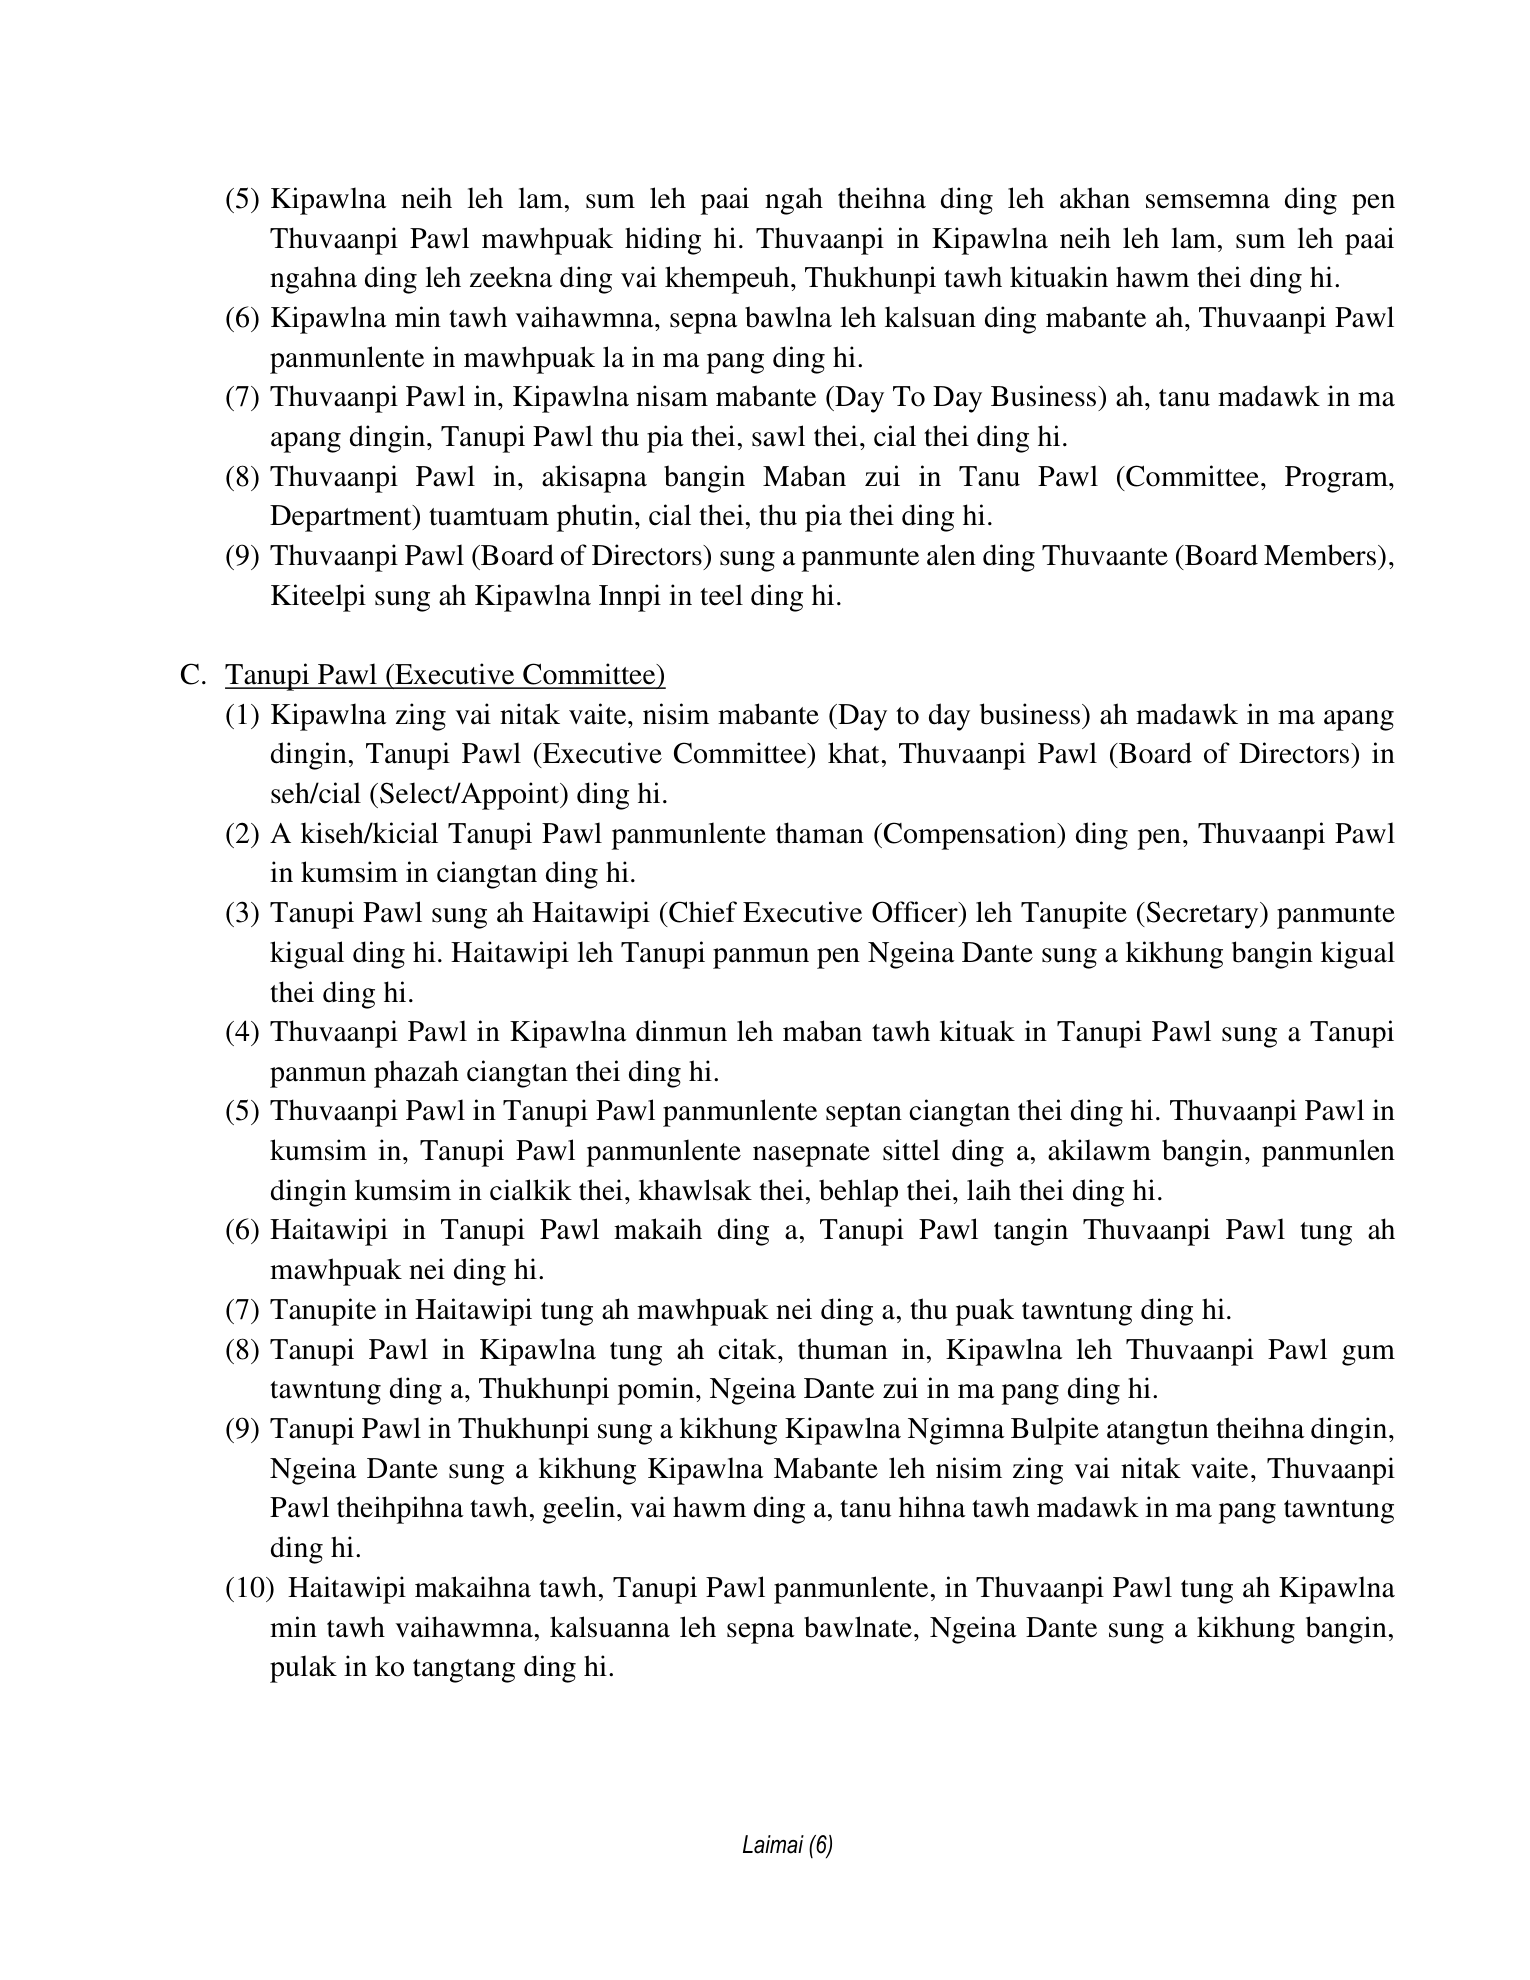 (5) Kipawlna neih leh lam, sum leh paai ngah theihna ding leh akhan semsemna ding pen
Thuvaanpi Pawl mawhpuak hiding hi. Thuvaanpi in Kipawlna neih leh lam, sum leh paai
ngahna ding leh zeekna ding vai khempeuh, Thukhunpi tawh kituakin hawm thei ding hi.
(6) Kipawlna min tawh vaihawmna, sepna bawlna leh kalsuan ding mabante ah, Thuvaanpi Pawl
panmunlente in mawhpuak la in ma pang ding hi.
(7) Thuvaanpi Pawl in, Kipawlna nisam mabante (Day To Day Business) ah, tanu madawk in ma
apang dingin, Tanupi Pawl thu pia thei, sawl thei, cial thei ding hi.
(8) Thuvaanpi Pawl in, akisapna bangin Maban zui in Tanu Pawl (Committee, Program,
Department) tuamtuam phutin, cial thei, thu pia thei ding hi.
(9) Thuvaanpi Pawl (Board of Directors) sung a panmunte alen ding Thuvaante (Board Members),
Kiteelpi sung ah Kipawlna Innpi in teel ding hi.
C. Tanupi Pawl (Executive Committee)
(1) Kipawlna zing vai nitak vaite, nisim mabante (Day to day business) ah madawk in ma apang
dingin, Tanupi Pawl (Executive Committee) khat, Thuvaanpi Pawl (Board of Directors) in
seh/cial (Select/Appoint) ding hi.
(2) A kiseh/kicial Tanupi Pawl panmunlente thaman (Compensation) ding pen, Thuvaanpi Pawl
in kumsim in ciangtan ding hi.
(3) Tanupi Pawl sung ah Haitawipi (Chief Executive Officer) leh Tanupite (Secretary) panmunte
kigual ding hi. Haitawipi leh Tanupi panmun pen Ngeina Dante sung a kikhung bangin kigual
thei ding hi.
(4) Thuvaanpi Pawl in Kipawlna dinmun leh maban tawh kituak in Tanupi Pawl sung a Tanupi
panmun phazah ciangtan thei ding hi.
(5) Thuvaanpi Pawl in Tanupi Pawl panmunlente septan ciangtan thei ding hi. Thuvaanpi Pawl in
kumsim in, Tanupi Pawl panmunlente nasepnate sittel ding a, akilawm bangin, panmunlen
dingin kumsim in cialkik thei, khawlsak thei, behlap thei, laih thei ding hi.
(6) Haitawipi in Tanupi Pawl makaih ding a, Tanupi Pawl tangin Thuvaanpi Pawl tung ah
mawhpuak nei ding hi.
(7) Tanupite in Haitawipi tung ah mawhpuak nei ding a, thu puak tawntung ding hi.
(8) Tanupi Pawl in Kipawlna tung ah citak, thuman in, Kipawlna leh Thuvaanpi Pawl gum
tawntung ding a, Thukhunpi pomin, Ngeina Dante zui in ma pang ding hi.
(9) Tanupi Pawl in Thukhunpi sung a kikhung Kipawlna Ngimna Bulpite atangtun theihna dingin,
Ngeina Dante sung a kikhung Kipawlna Mabante leh nisim zing vai nitak vaite, Thuvaanpi
Pawl theihpihna tawh, geelin, vai hawm ding a, tanu hihna tawh madawk in ma pang tawntung
ding hi.
(10) Haitawipi makaihna tawh, Tanupi Pawl panmunlente, in Thuvaanpi Pawl tung ah Kipawlna
min tawh vaihawmna, kalsuanna leh sepna bawlnate, Ngeina Dante sung a kikhung bangin,
pulak in ko tangtang ding hi.
Laimai (6)